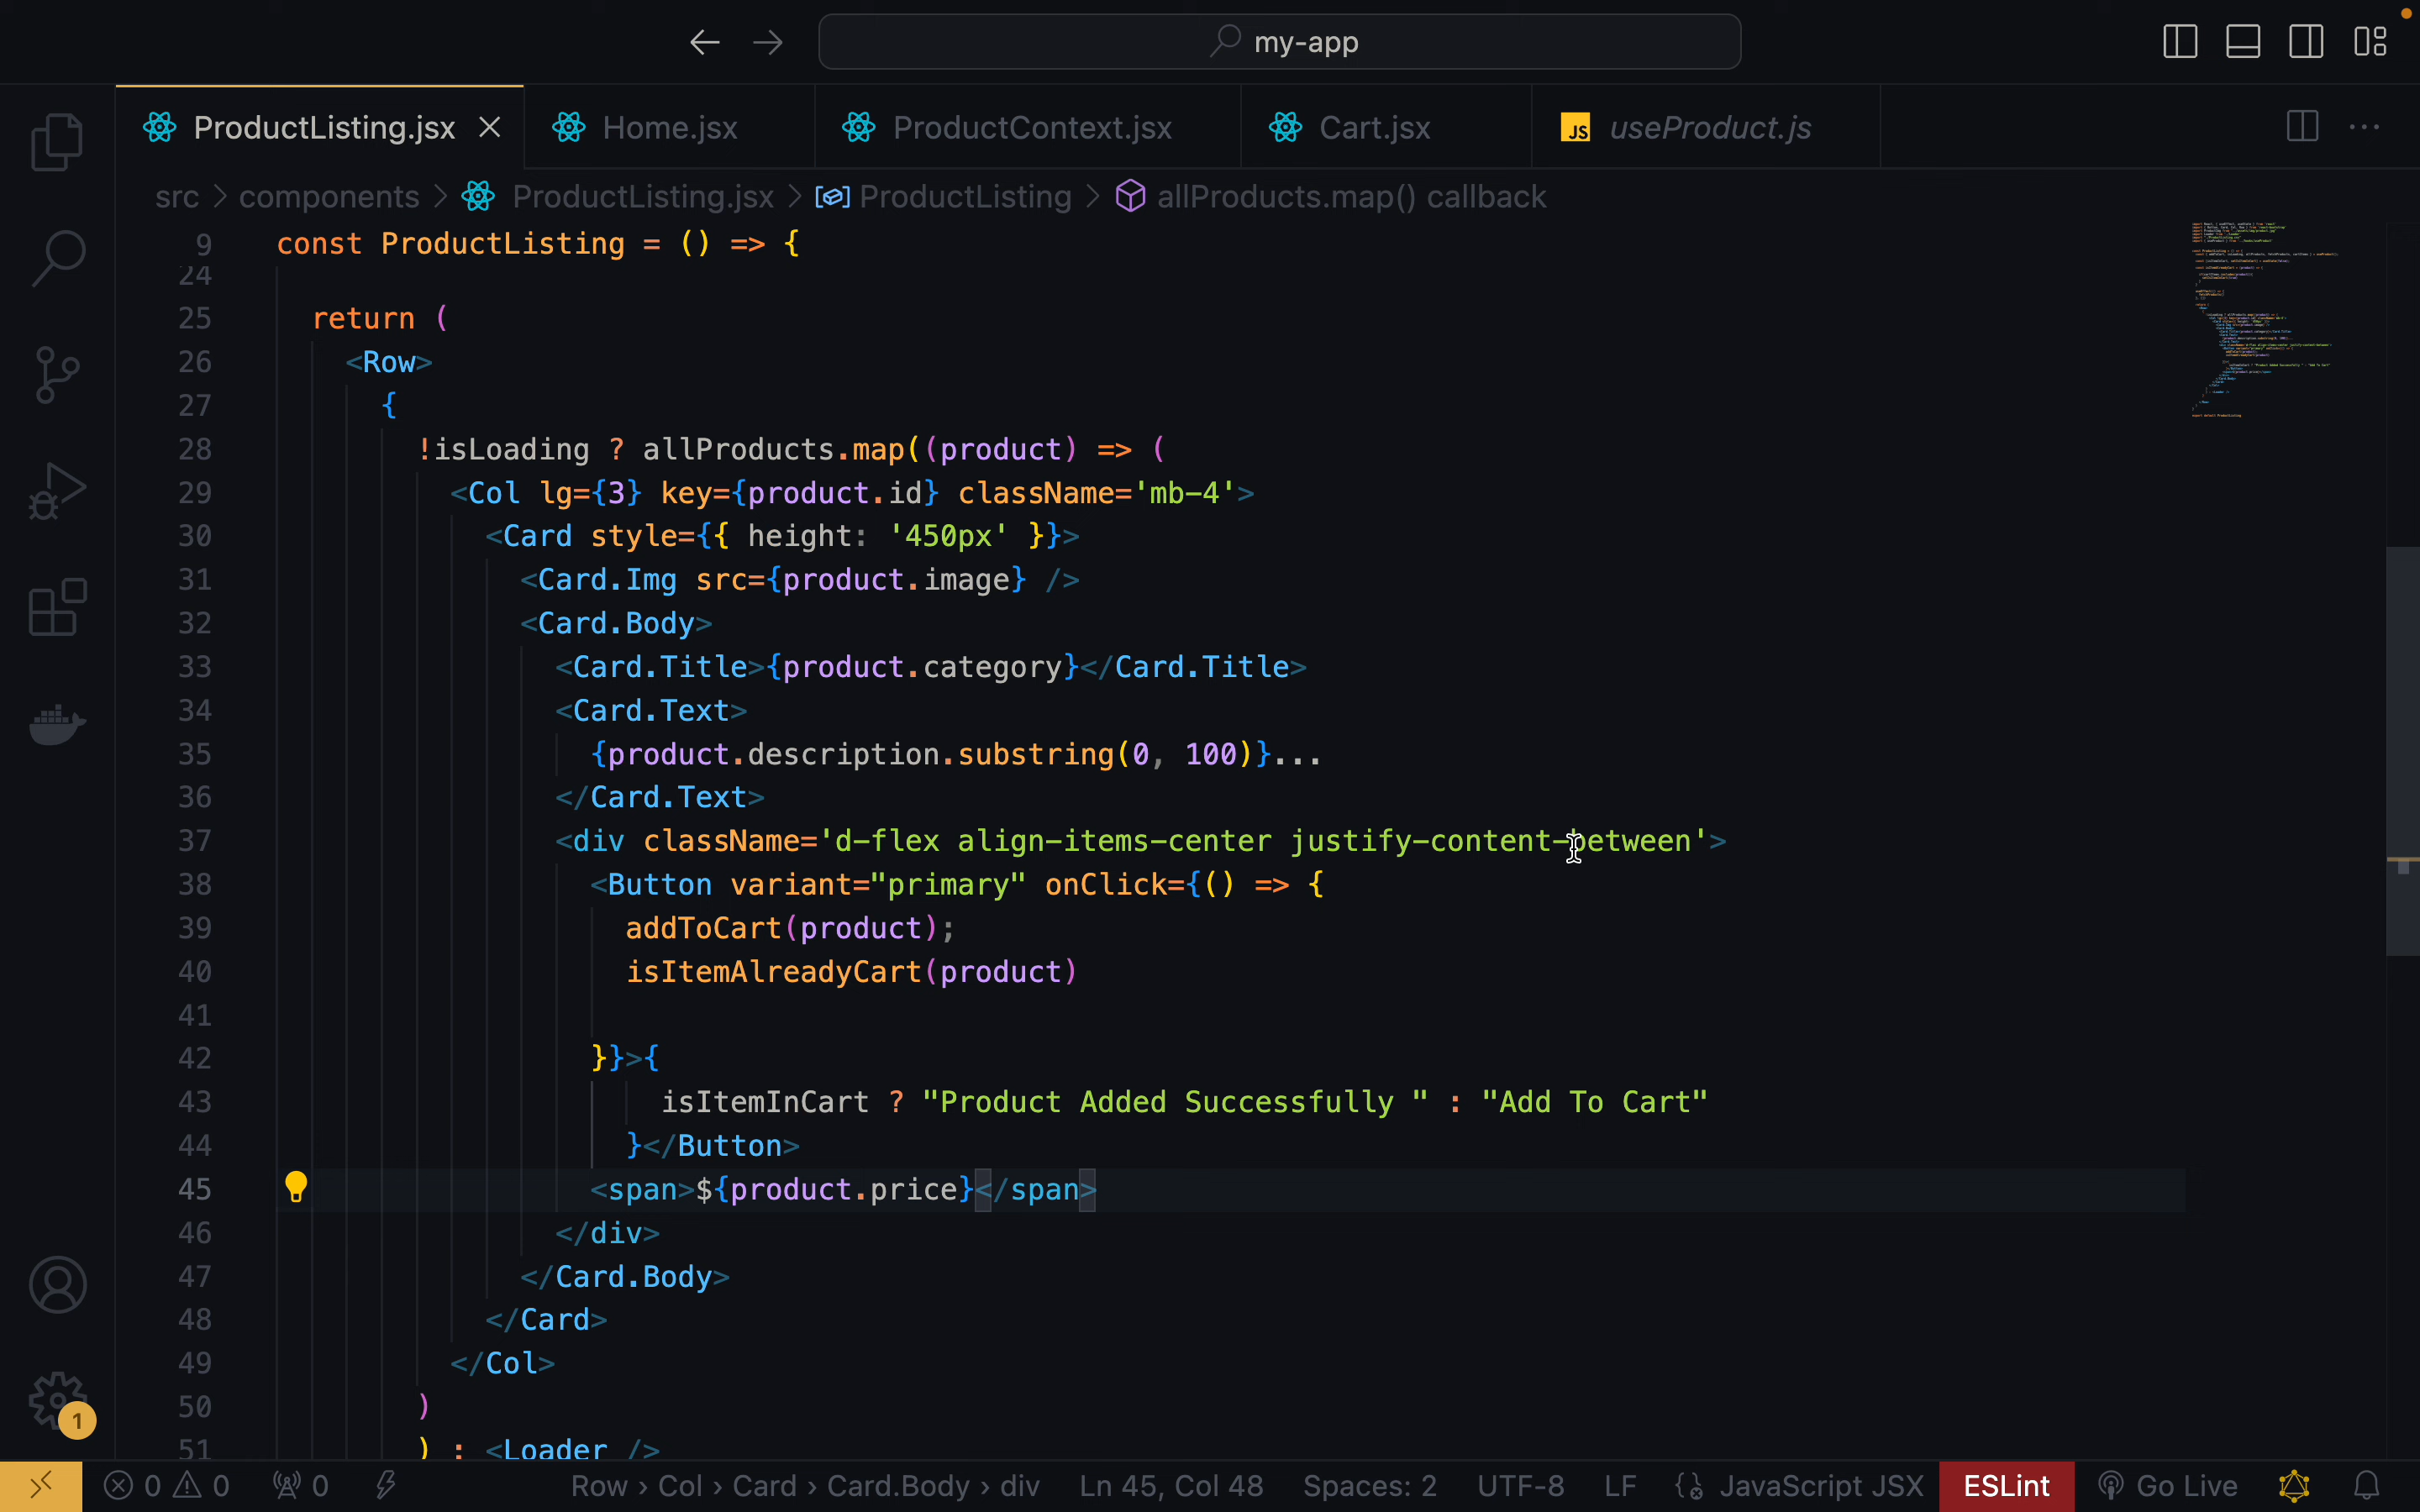 my-app
ProductListing.jsx Home.jsx ProductContext.jsx Cart.jsx JS useProduct.js
src > components > ProductListing.jsx > ProductListing > allProducts.map() callback
9 const ProductListing = () => {
24
25 return (
26 <Row>
27 {
28 !isLoading ? allProducts.map((product) => (
29 <Col lg={3} key={product.id} className='mb-4'>
30 <Card style={{ height: '450px' }}>
31 <Card.Img src={product.image} />
32 <Card.Body>
33 <Card.Title>{product.category}</Card.Title>
34 <Card.Text>
35 {product.description.substring(0, 100)}...
36 </Card.Text>
37 <div className='d-flex align-items-center justify-content-between'>
38 <Button variant="primary" onClick={() => {
39 addToCart(product);
40 isItemAlreadyCart(product)
41
42 }}>{
43 isItemInCart ? "Product Added Successfully " : "Add To Cart"
44 }</Button>
45 <span>${product.price}</span>
46 </div>
47 </Card.Body>
48 </Card>
49 </Col>
50 )
51 ) : <Loader />
1
0 0 0 Row > Col > Card > Card.Body > div Ln 45, Col 48 Spaces: 2 UTF-8 LF JavaScript JSX ESLint Go Live